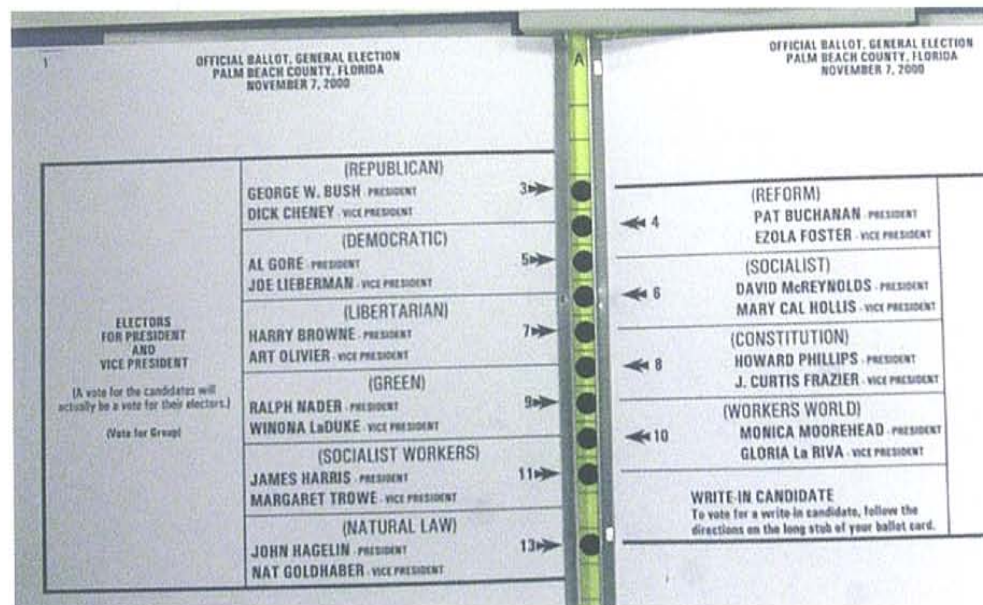 1
OFFICIAL BALLOT, GENERAL ELECTION
PALM BEACH COUNTY, FLORIDA
NOVEMBER 7, 2000
ELECTORS
FOR PRESIDENT
AND
VICE PRESIDENT
(A vote for the candidates will
actually be a vote for their electors.)
(Vote for Group)
(REPUBLICAN)
GEORGE W. BUSH - PRESIDENT
DICK CHENEY - VICE PRESIDENT
3
(DEMOCRATIC)
AL GORE - PRESIDENT
JOE LIEBERMAN - VICE PRESIDENT
5
(LIBERTARIAN)
HARRY BROWNE - PRESIDENT
ART OLIVIER - VICE PRESIDENT
7
(GREEN)
RALPH NADER - PRESIDENT
WINONA LaDUKE - VICE PRESIDENT
9
(SOCIALIST WORKERS)
JAMES HARRIS - PRESIDENT
MARGARET TROWE - VICE PRESIDENT
11
(NATURAL LAW)
JOHN HAGELIN - PRESIDENT
NAT GOLDHABER - VICE PRESIDENT
13
A
OFFICIAL BALLOT, GENERAL ELECTION
PALM BEACH COUNTY, FLORIDA
NOVEMBER 7, 2000
(REFORM)
4
PAT BUCHANAN - PRESIDENT
EZOLA FOSTER - VICE PRESIDENT
(SOCIALIST)
6
DAVID McREYNOLDS - PRESIDENT
MARY CAL HOLLIS - VICE PRESIDENT
(CONSTITUTION)
8
HOWARD PHILLIPS - PRESIDENT
J. CURTIS FRAZIER - VICE PRESIDENT
(WORKERS WORLD)
10
MONICA MOOREHEAD - PRESIDENT
GLORIA La RIVA - VICE PRESIDENT
WRITE-IN CANDIDATE
To vote for a write-in candidate, follow the
directions on the long stub of your ballot card.